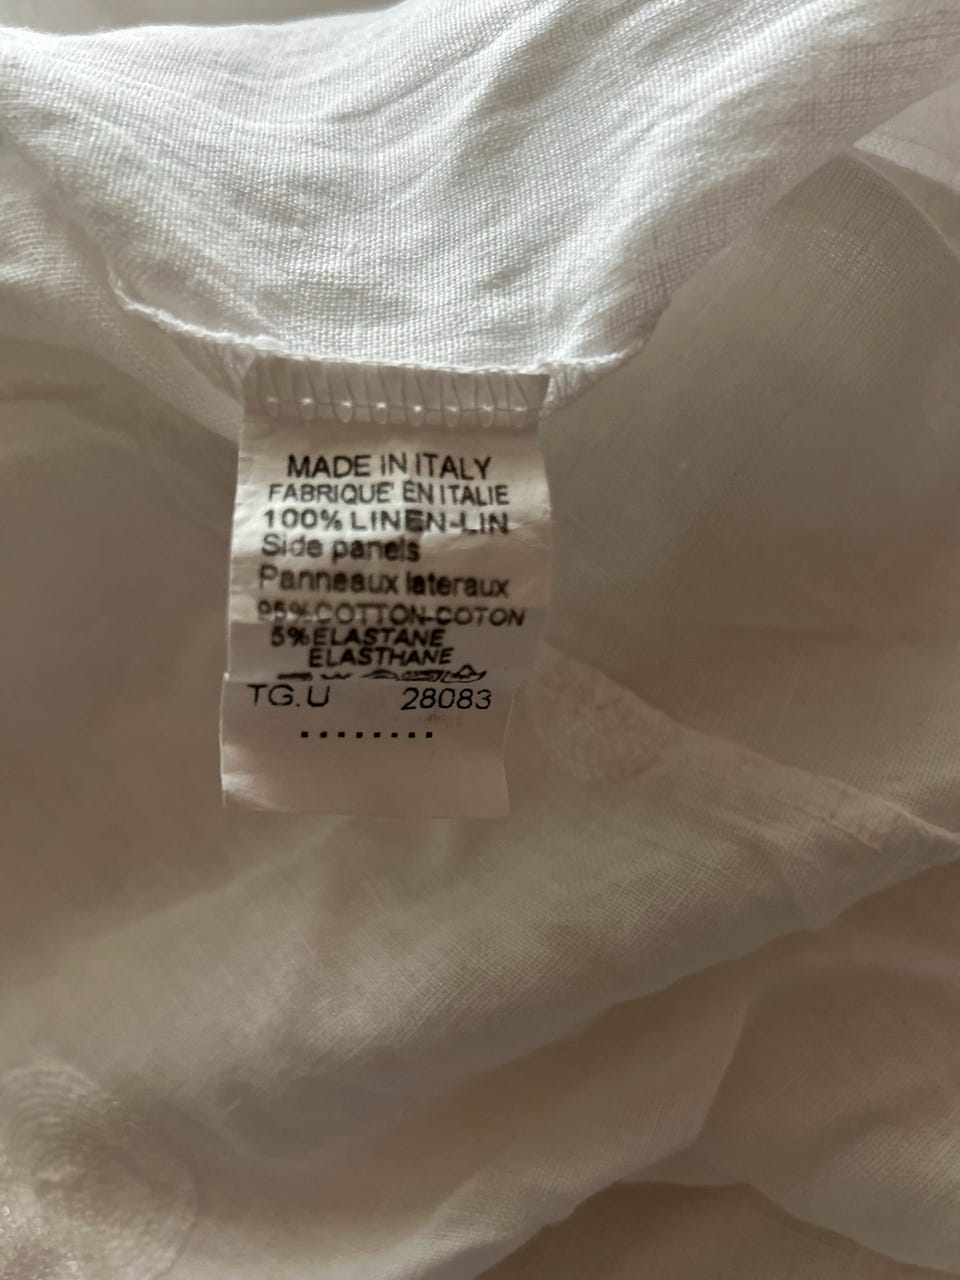 MADE IN ITALY
FABRIQUE' EN ITALIE
100% LINEN-LIN
Side panels
Panneaux lateraux
95% COTTON-COTON
5% ELASTANE
ELASTHANE
TG.U 28083